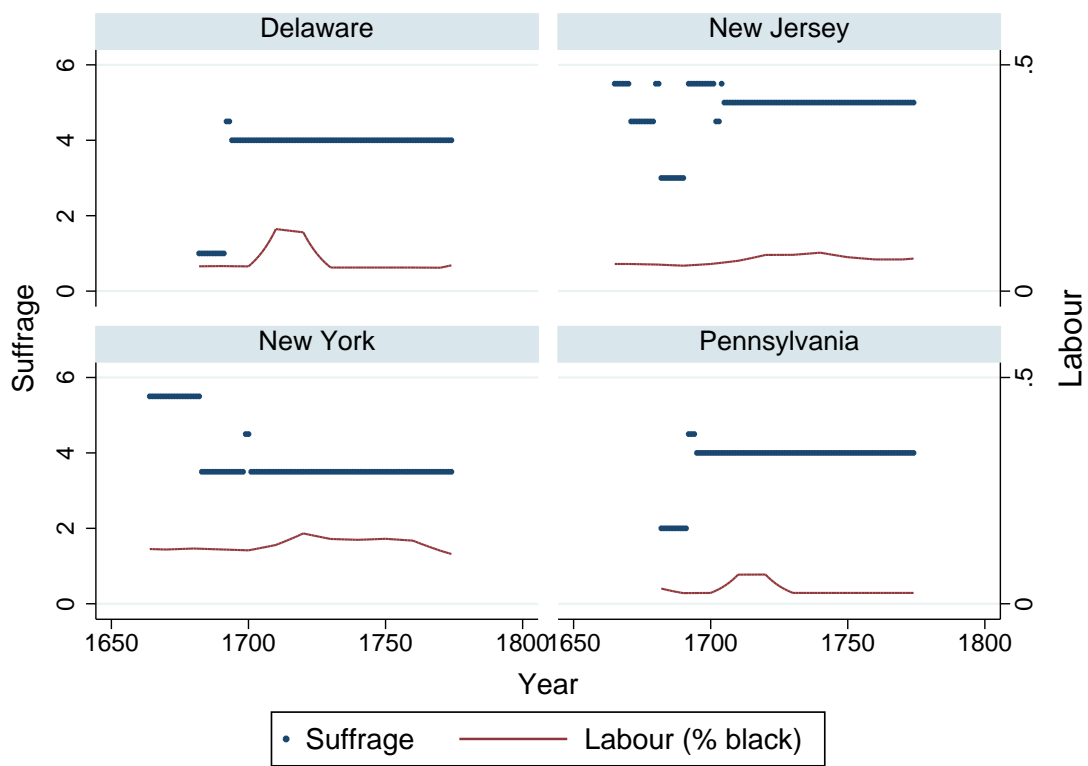 Delaware
New Jersey
6
4
2
0
.5
0
New York
Pennsylvania
6
4
2
0
.5
0
Suffrage
Labour
1650
1700
1750
1800
1650
1700
1750
1800
Year
Suffrage
Labour (% black)